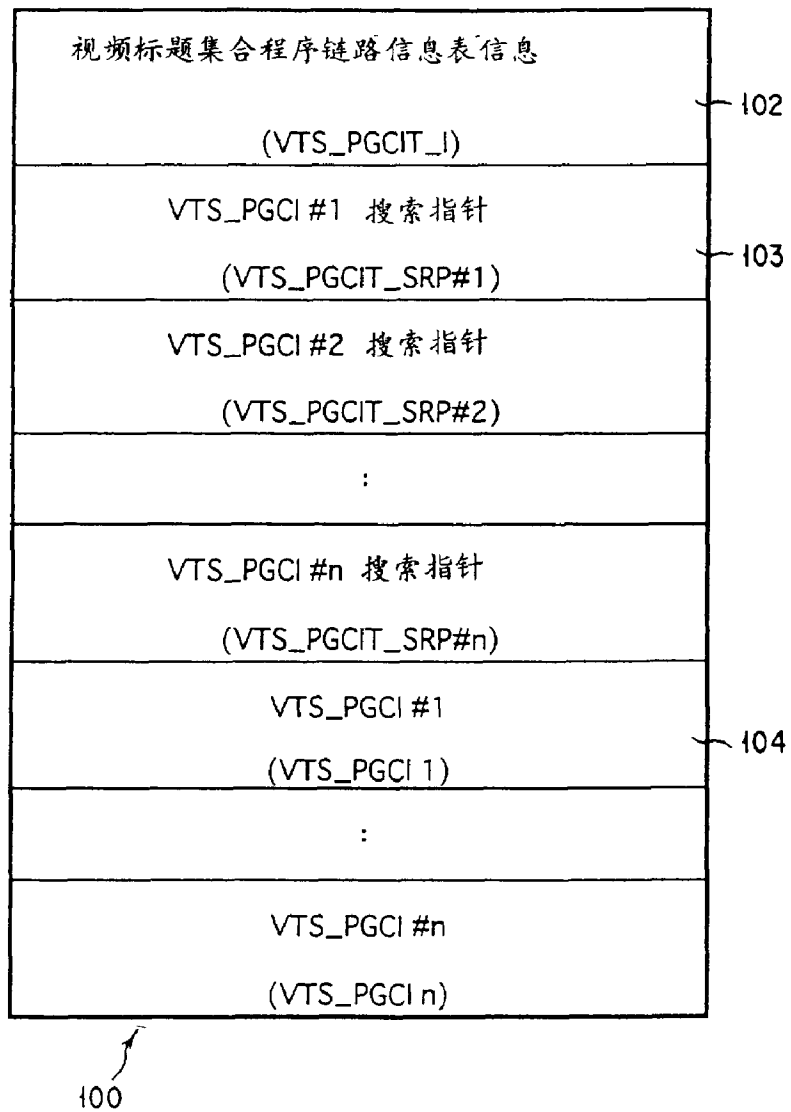 视频标题集合程序链路信息表信息
102
(VTS_PGCIT_I)
VTS_PGCI #1 搜索指针
103
(VTS_PGCIT_SRP#1)
VTS_PGCI #2 搜索指针
(VTS_PGCIT_SRP#2)
:
VTS_PGCI #n 搜索指针
(VTS_PGCIT_SRP#n)
VTS_PGCI #1
104
(VTS_PGCI 1)
:
VTS_PGCI #n
(VTS_PGCI n)
100